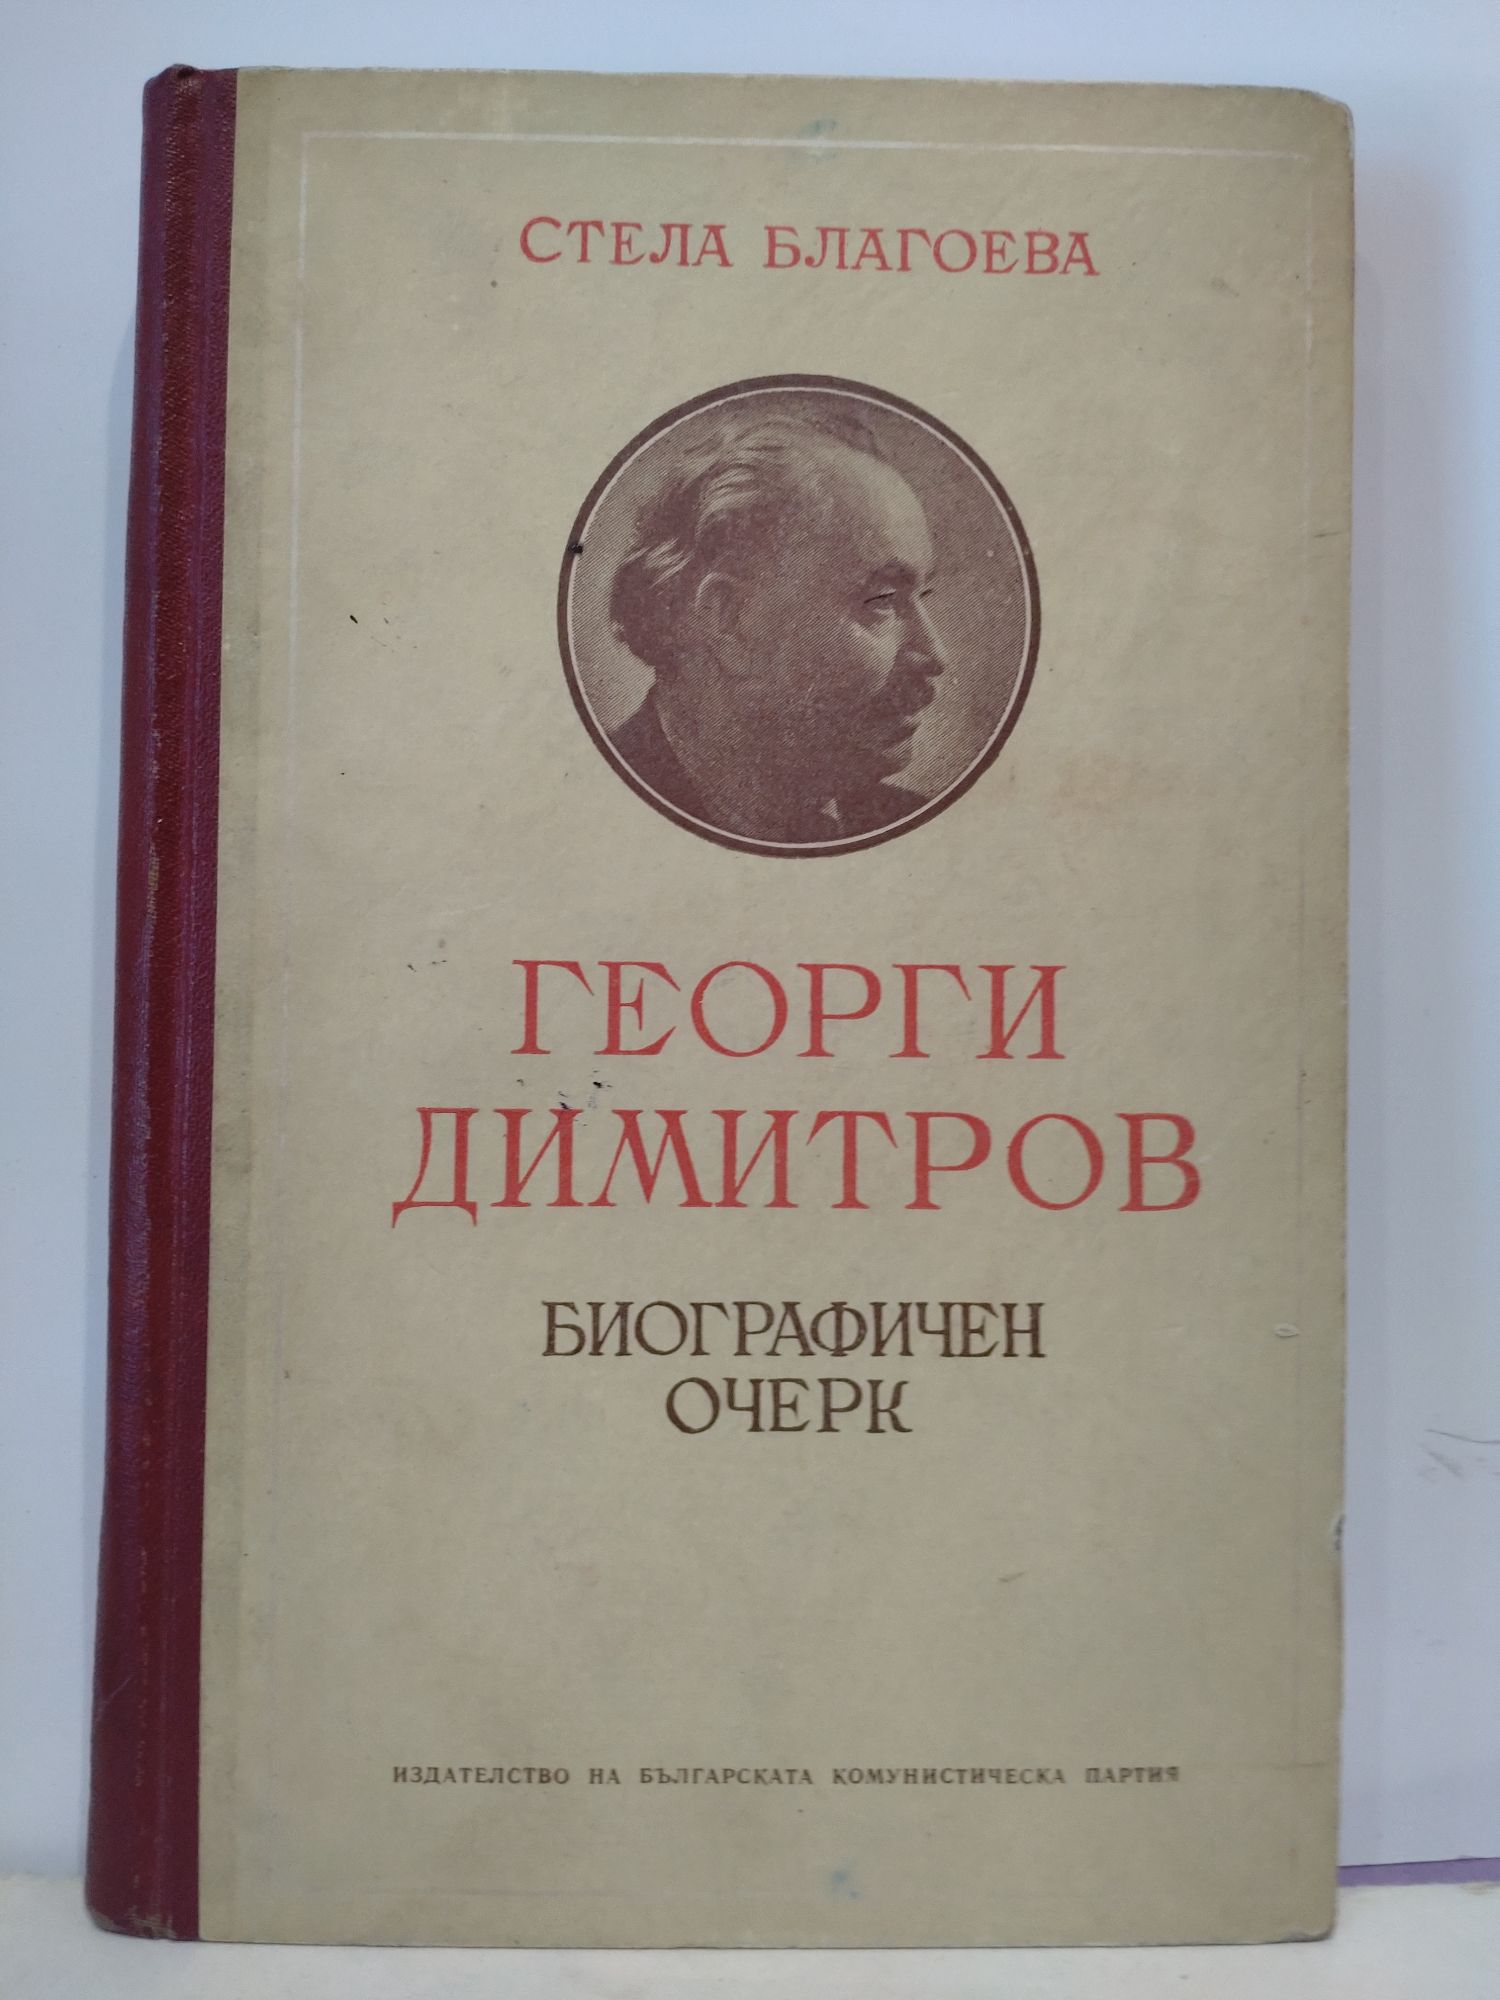 СТЕЛА БЛАГОЕВА
ГЕОРГИ
ДИМИТРОВ
БИОГРАФИЧЕН
ОЧЕРК
ИЗДАТЕЛСТВО НА БЪЛГАРСКАТА КОМУНИСТИЧЕСКА ПАРТИЯ